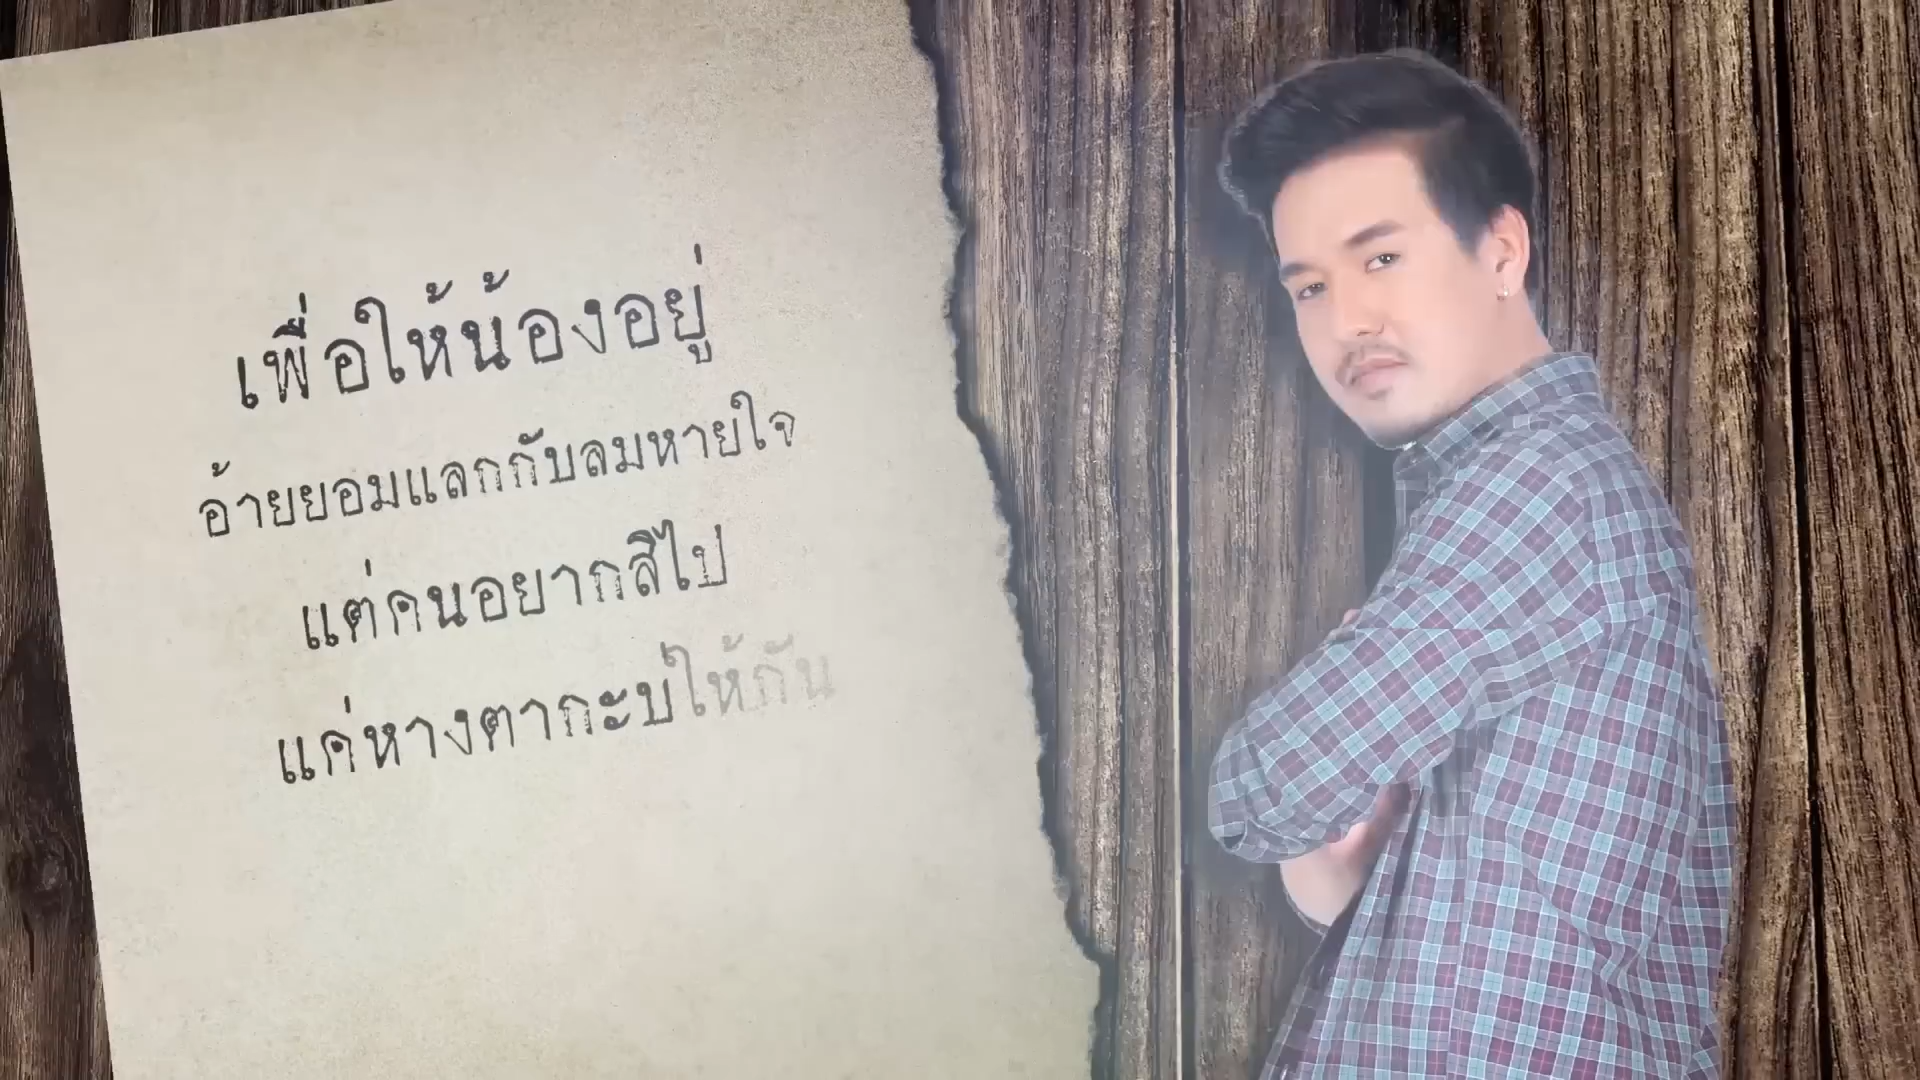 เพื่อให้น้องอยู่
อ้ายยอมแลกกับลมหายใจ
แต่คนอยากสิไป
แค่หางตากะบ่ให้กัน